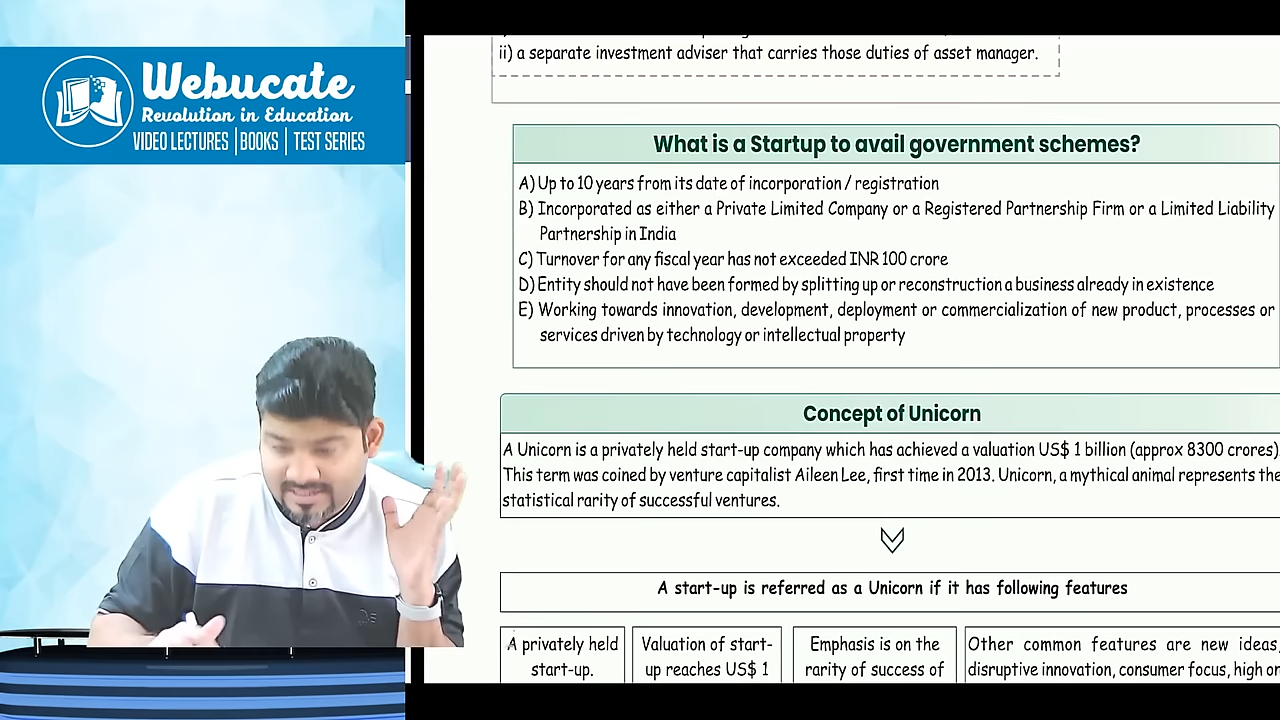 Webucate
Revolution in Education
VIDEO LECTURES | BOOKS | TEST SERIES
ii) a separate investment adviser that carries those duties of asset manager.
What is a Startup to avail government schemes?
A) Up to 10 years from its date of incorporation / registration
B) Incorporated as either a Private Limited Company or a Registered Partnership Firm or a Limited Liability
Partnership in India
C) Turnover for any fiscal year has not exceeded INR 100 crore
D) Entity should not have been formed by splitting up or reconstruction a business already in existence
E) Working towards innovation, development, deployment or commercialization of new product, processes or
services driven by technology or intellectual property
Concept of Unicorn
A Unicorn is a privately held start-up company which has achieved a valuation US$ 1 billion (approx 8300 crores).
This term was coined by venture capitalist Aileen Lee, first time in 2013. Unicorn, a mythical animal represents the
statistical rarity of successful ventures.
A start-up is referred as a Unicorn if it has following features
A privately held
start-up.
Valuation of start-
up reaches US$ 1
Emphasis is on the
rarity of success of
Other common features are new ideas,
disruptive innovation, consumer focus, high